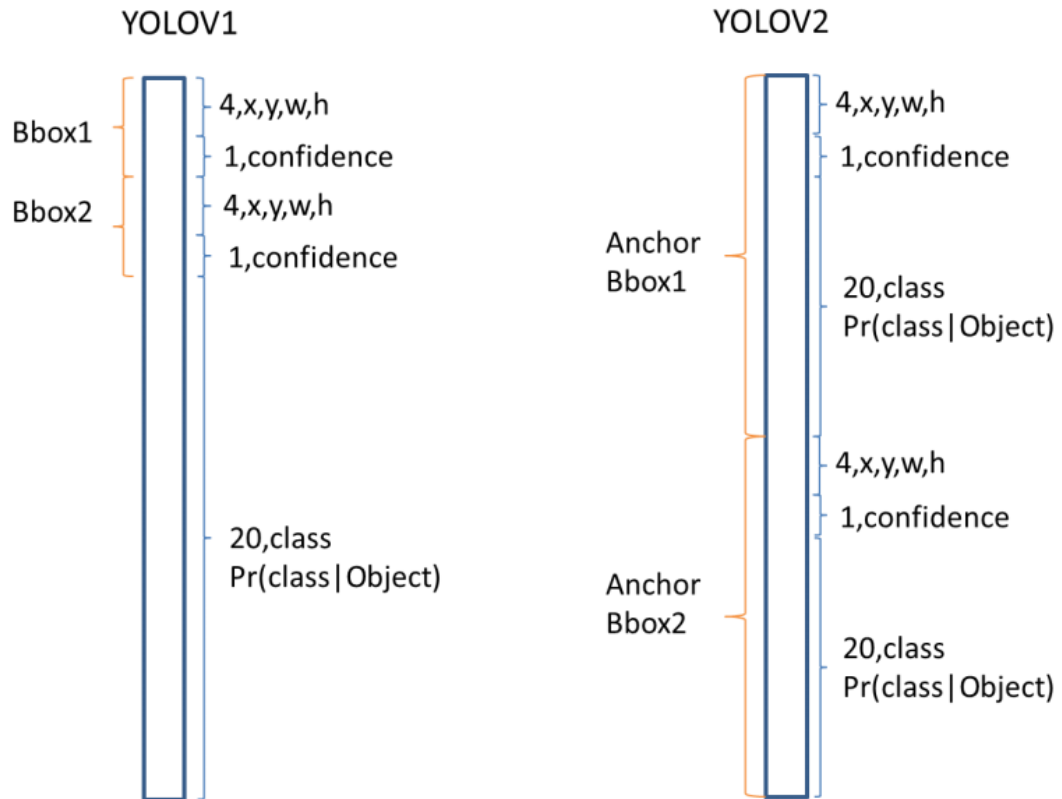 YOLOV1
Bbox1
4,x,y,w,h
1,confidence
Bbox2
4,x,y,w,h
1,confidence
20,class
Pr(class|Object)
YOLOV2
Anchor
Bbox1
4,x,y,w,h
1,confidence
20,class
Pr(class|Object)
Anchor
Bbox2
4,x,y,w,h
1,confidence
20,class
Pr(class|Object)